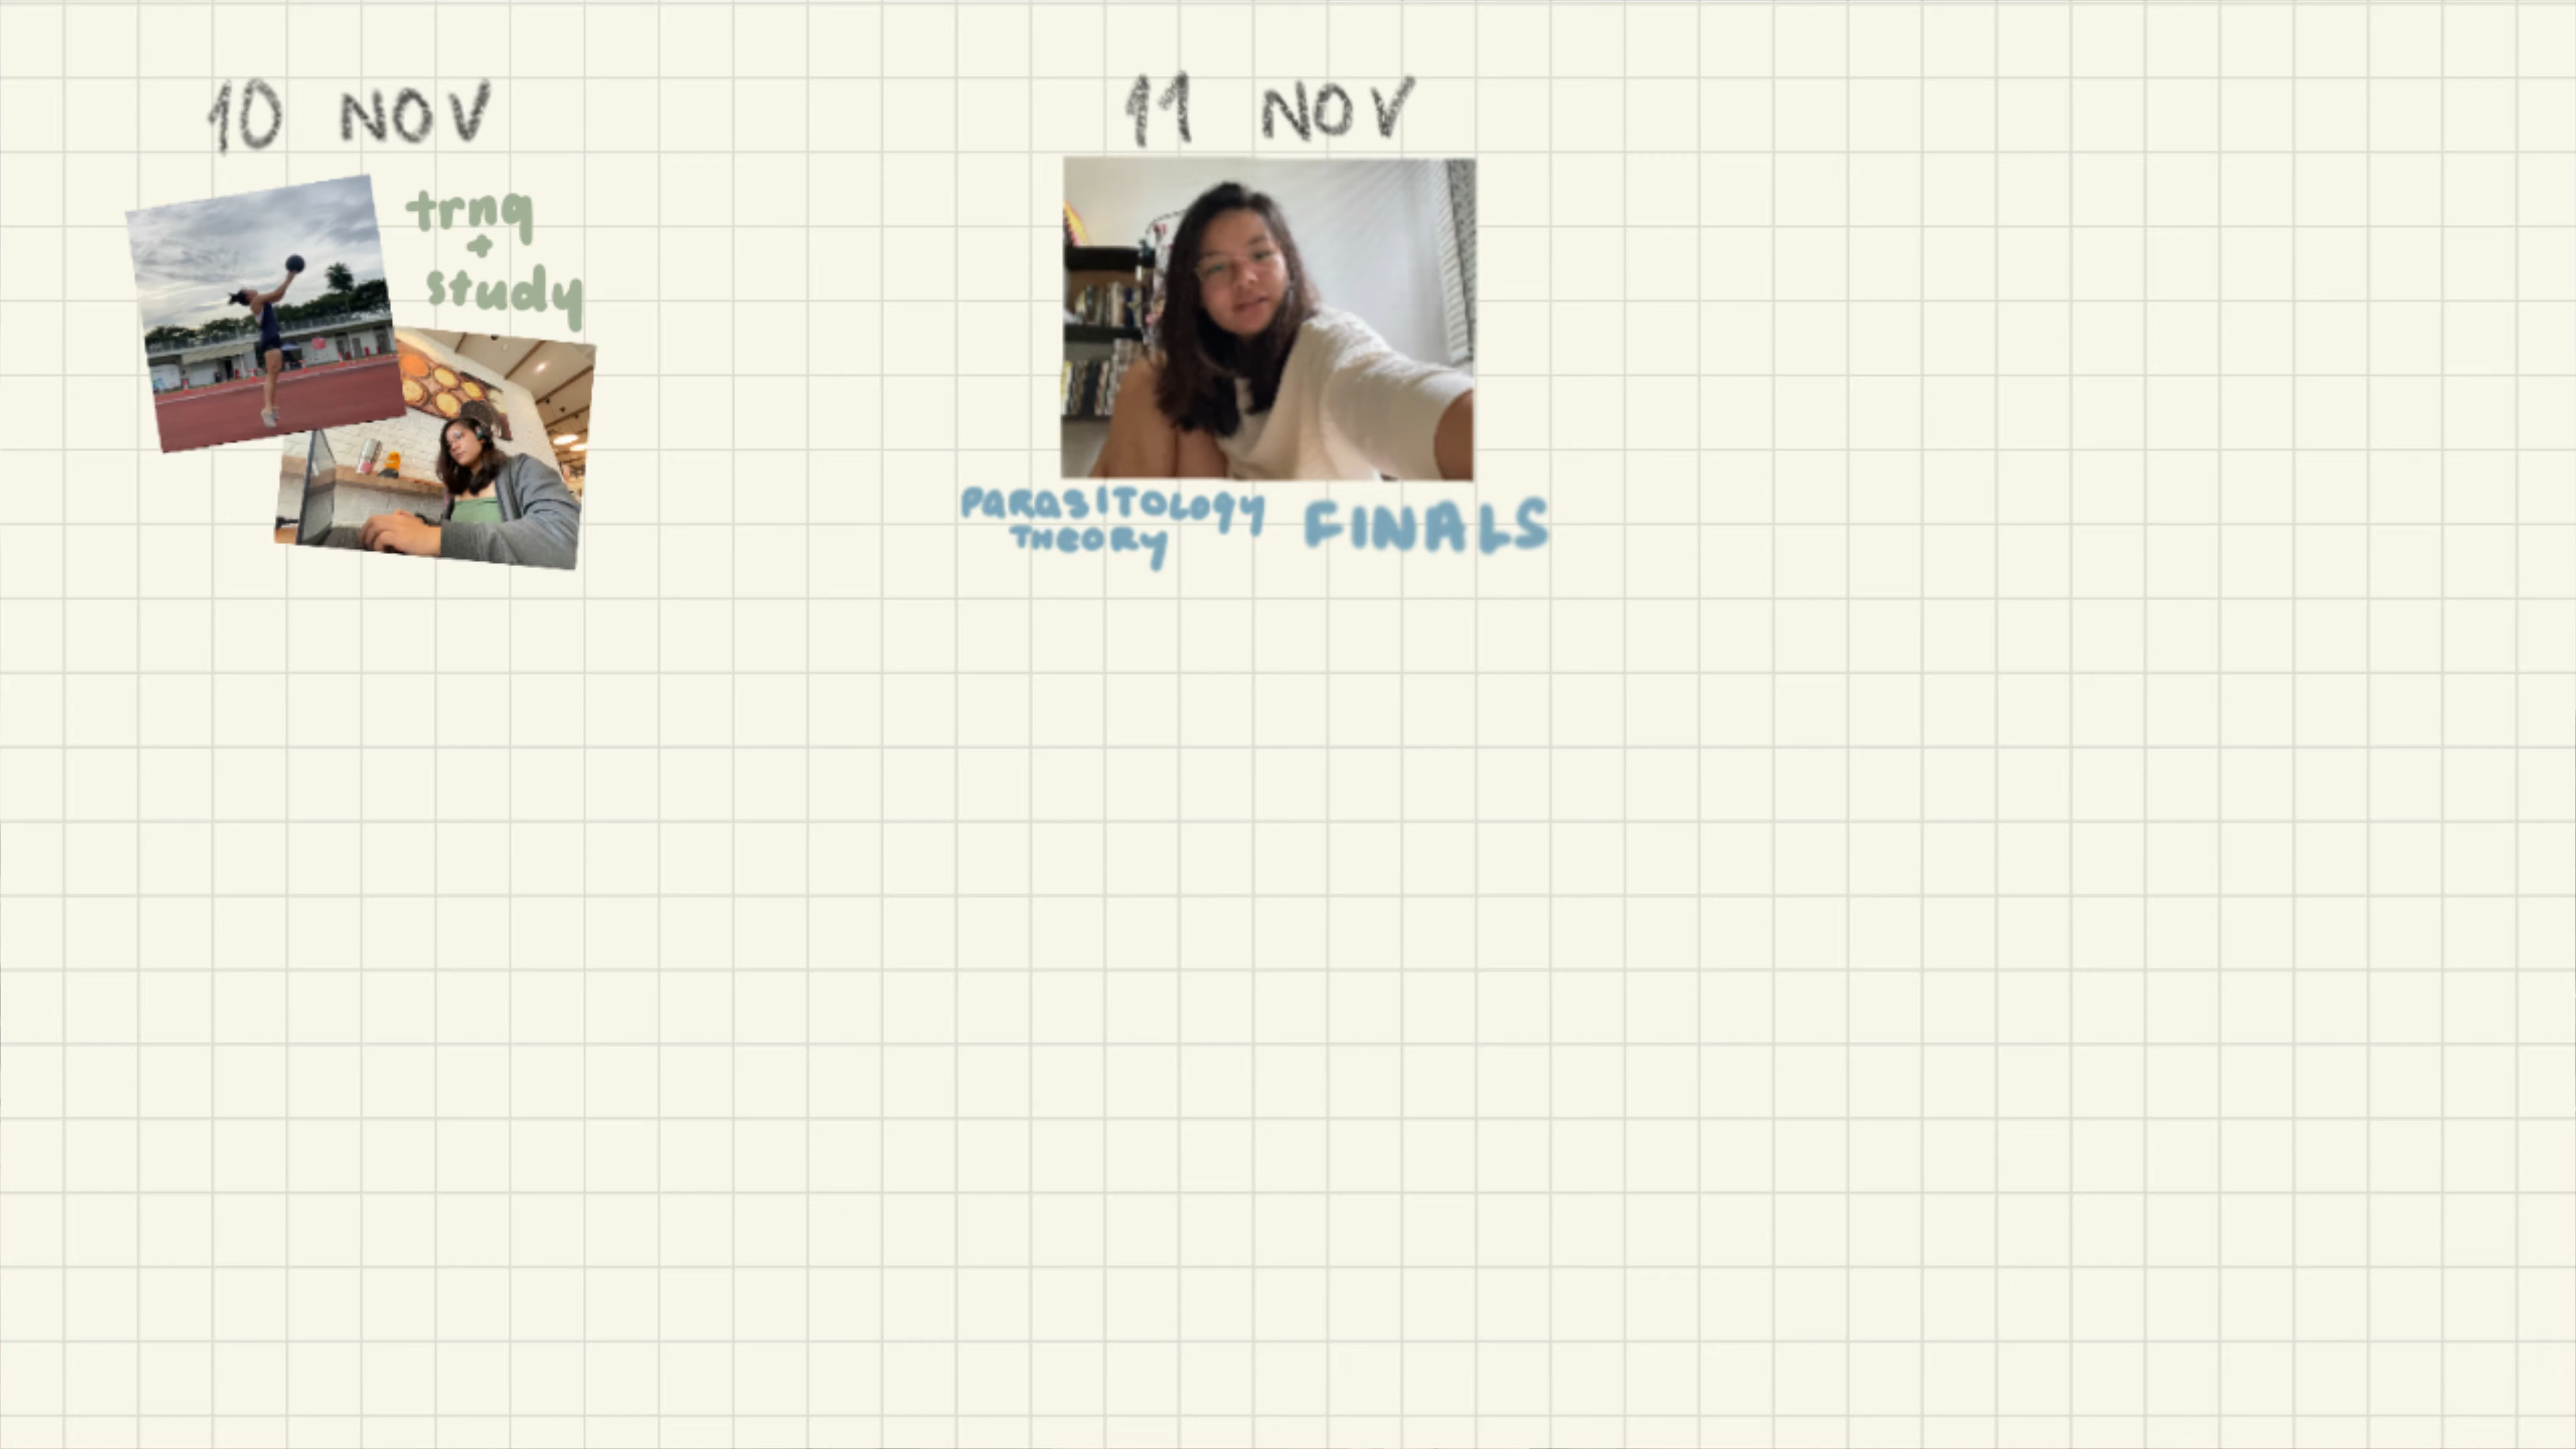 10 NOV
trng
+
study
11 NOV
PARASITOLOGY
THEORY
FINALS